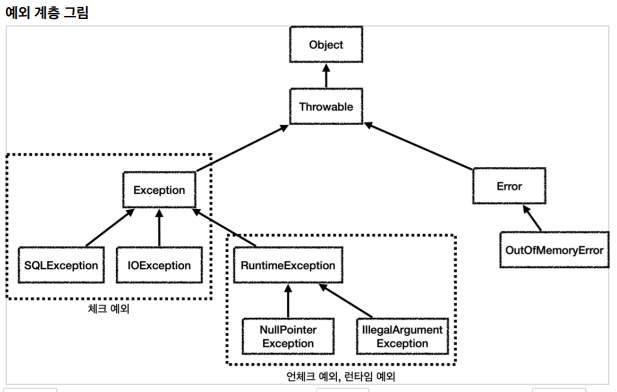 예외 계층 그림
Object
Throwable
Exception
Error
SQLException
IOException
RuntimeException
OutOfMemoryError
체크 예외
NullPointer
Exception
IllegalArgument
Exception
언체크 예외, 런타임 예외